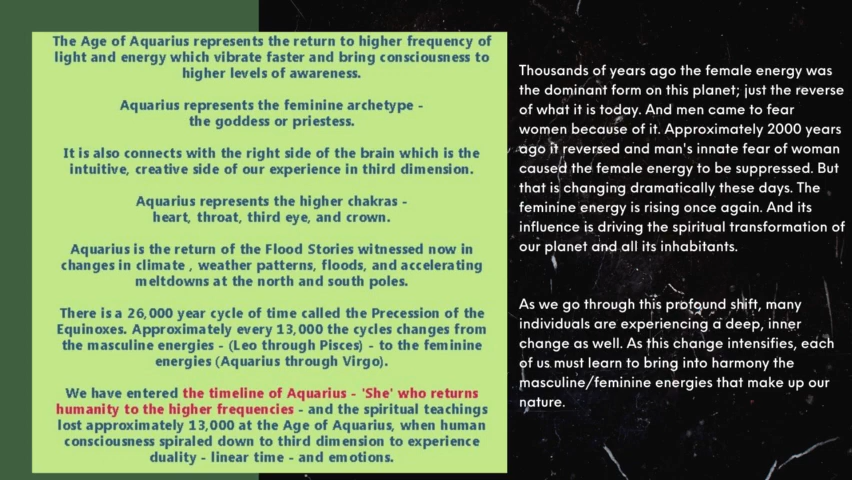 The Age of Aquarius represents the return to higher frequency of
light and energy which vibrate faster and bring consciousness to
higher levels of awareness.
Aquarius represents the feminine archetype -
the goddess or priestess.
It is also connects with the right side of the brain which is the
intuitive, creative side of our experience in third dimension.
Aquarius represents the higher chakras -
heart, throat, third eye, and crown.
Aquarius is the return of the Flood Stories witnessed now in
changes in climate , weather patterns, floods, and accelerating
meltdowns at the north and south poles.
There is a 26,000 year cycle of time called the Precession of the
Equinoxes. Approximately every 13,000 the cycles changes from
the masculine energies - (Leo through Pisces) - to the feminine
energies (Aquarius through Virgo).
We have entered the timeline of Aquarius - 'She' who returns
humanity to the higher frequencies - and the spiritual teachings
lost approximately 13,000 at the Age of Aquarius, when human
consciousness spiraled down to third dimension to experience
duality - linear time - and emotions.
Thousands of years ago the female energy was
the dominant form on this planet; just the reverse
of what it is today. And men came to fear
women because of it. Approximately 2000 years
ago it reversed and man's innate fear of woman
caused the female energy to be suppressed. But
that is changing dramatically these days. The
feminine energy is rising once again. And its
influence is driving the spiritual transformation of
our planet and all its inhabitants.
As we go through this profound shift, many
individuals are experiencing a deep, inner
change as well. As this change intensifies, each
of us must learn to bring into harmony the
masculine/feminine energies that make up our
nature.